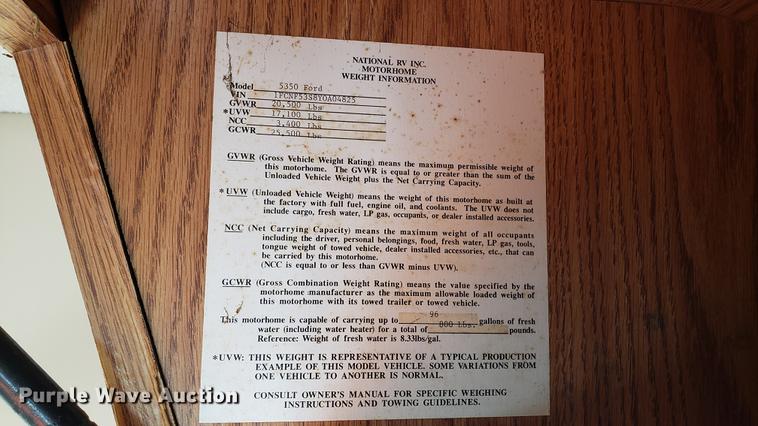 NATIONAL RV INC.
MOTORHOME
WEIGHT INFORMATION
Model 5350 Ford
VIN 1FCNF53S8Y0A04825
GVWR 20,500 Lbs
*UVW 17,100 Lbs
NCC 3,400 Lbs
GCWR 25,500 Lbs
GVWR (Gross Vehicle Weight Rating) means the maximum permissible weight of
this motorhome. The GVWR is equal to or greater than the sum of the
Unloaded Vehicle Weight plus the Net Carrying Capacity.
*UVW (Unloaded Vehicle Weight) means the weight of this motorhome as built at
the factory with full fuel, engine oil, and coolants. The UVW does not
include cargo, fresh water, LP gas, occupants, or dealer installed accessories.
NCC (Net Carrying Capacity) means the maximum weight of all occupants
including the driver, personal belongings, food, fresh water, LP gas, tools,
tongue weight of towed vehicle, dealer installed accessories, etc., that can
be carried by this motorhome.
(NCC is equal to or less than GVWR minus UVW).
GCWR (Gross Combination Weight Rating) means the value specified by the
motorhome manufacturer as the maximum allowable loaded weight of
this motorhome with its towed trailer or towed vehicle.
This motorhome is capable of carrying up to 96 gallons of fresh
water (including water heater) for a total of 800 Lbs. pounds.
Reference: Weight of fresh water is 8.33lbs/gal.
*UVW: THIS WEIGHT IS REPRESENTATIVE OF A TYPICAL PRODUCTION
EXAMPLE OF THIS MODEL VEHICLE. SOME VARIATIONS FROM
ONE VEHICLE TO ANOTHER IS NORMAL.
CONSULT OWNER'S MANUAL FOR SPECIFIC WEIGHING
INSTRUCTIONS AND TOWING GUIDELINES.
Purple Wave Auction